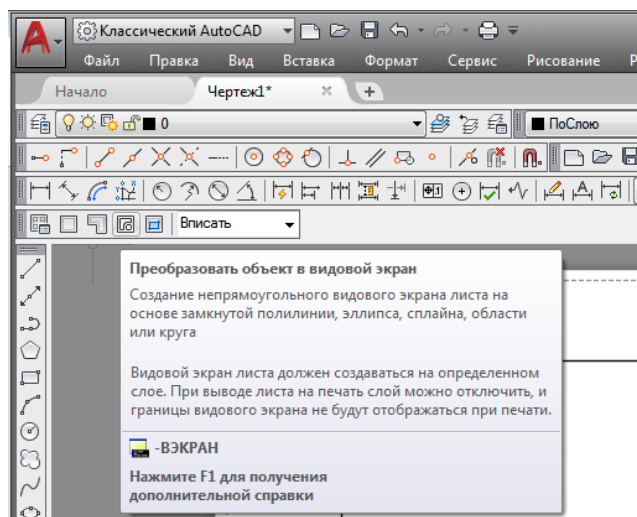 Классический AutoCAD
Файл Правка Вид Вставка Формат Сервис Рисование Р
Начало Чертеж1*
0 ПоСлою
Вписать
Преобразовать объект в видовой экран
Создание непрямоугольного видового экрана листа на
основе замкнутой полилинии, эллипса, сплайна, области
или круга
Видовой экран листа должен создаваться на определенном
слое. При выводе листа на печать слой можно отключить, и
границы видового экрана не будут отображаться при печати.
-ВЭКРАН
Нажмите F1 для получения
дополнительной справки